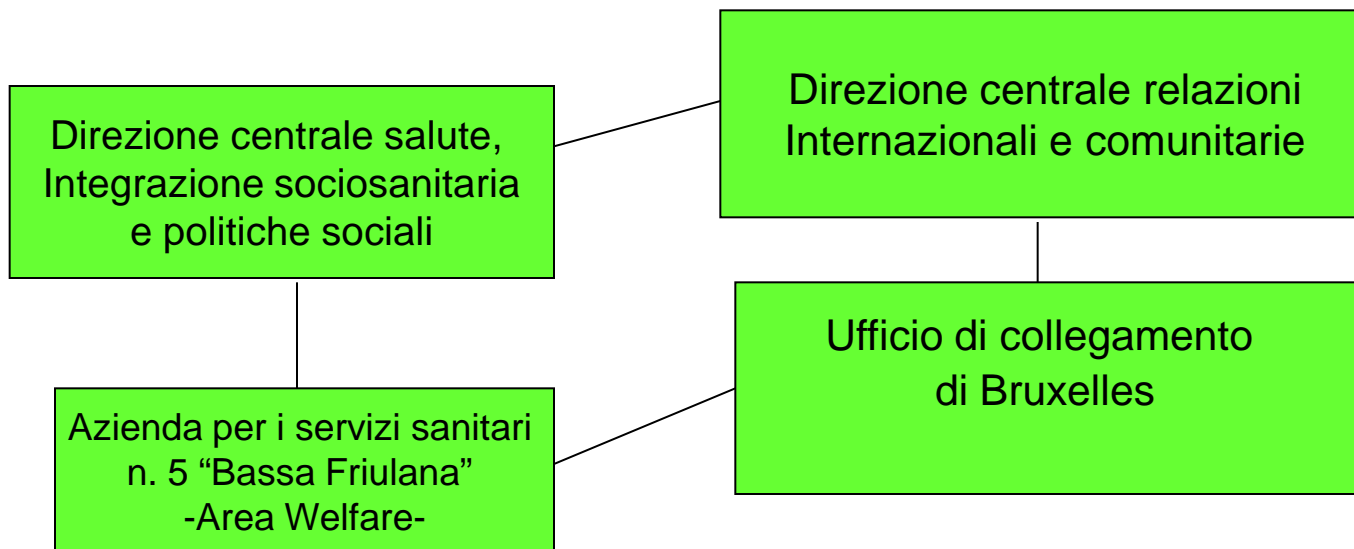 Direzione centrale salute,
Integrazione sociosanitaria
e politiche sociali
Direzione centrale relazioni
Internazionali e comunitarie
Azienda per i servizi sanitari
n. 5 “Bassa Friulana”
-Area Welfare-
Ufficio di collegamento
di Bruxelles